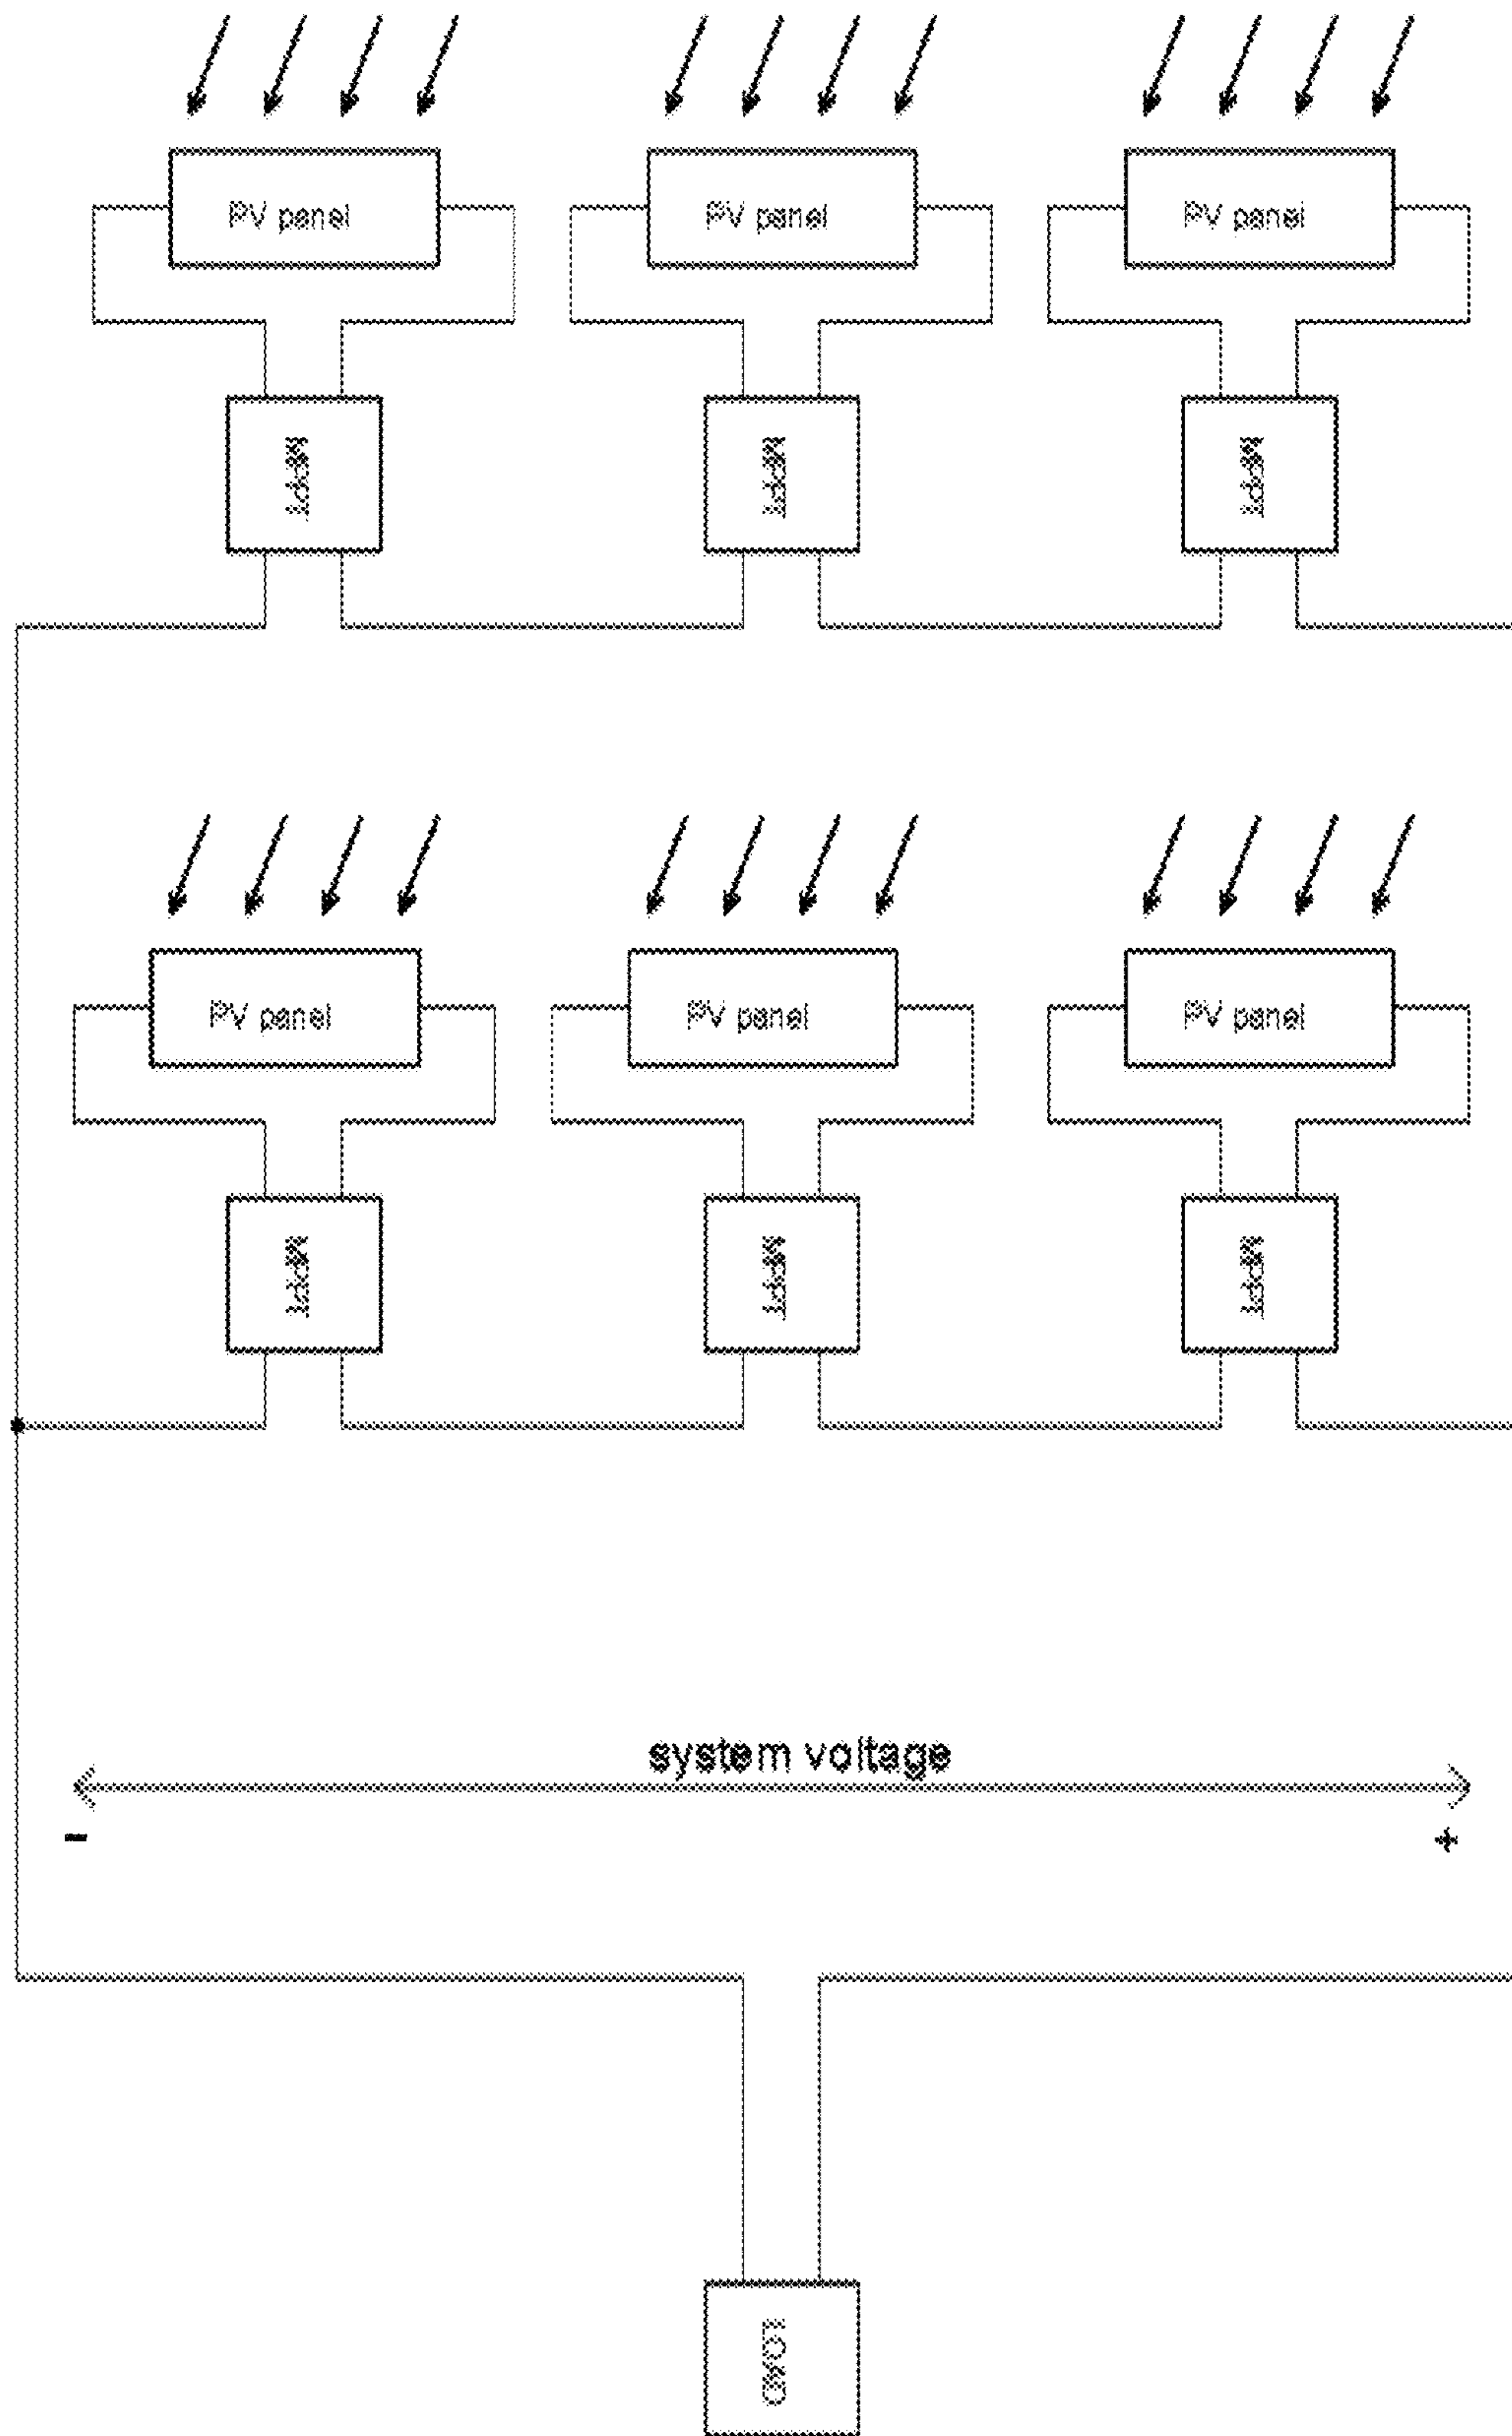 PV panel PV panel PV panel
MPPT MPPT MPPT
PV panel PV panel PV panel
MPPT MPPT MPPT
system voltage
- +
LOAD